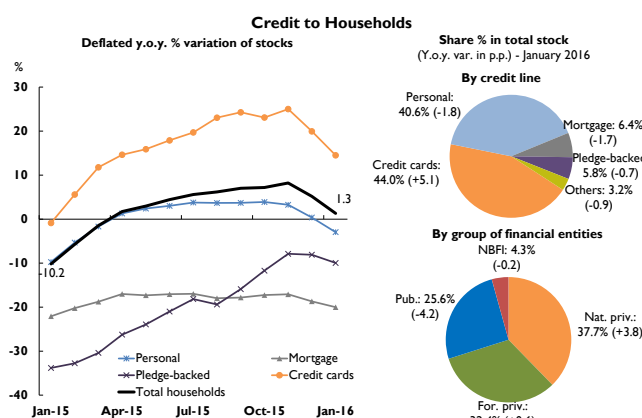 Credit to Households
Deflated y.o.y. % variation of stocks
%
30
20
10
0
-10
-20
-30
-40
1.3
-10.2
Personal
Mortgage
Pledge-backed
Credit cards
Total households
Jan-15
Apr-15
Jul-15
Oct-15
Jan-16
Share % in total stock
(Y.o.y. var. in p.p.) - January 2016
By credit line
Personal:
40.6% (-1.8)
Mortgage: 6.4%
(-1.7)
Pledge-backed
5.8% (-0.7)
Others: 3.2%
(-0.9)
Credit cards:
44.0% (+5.1)
By group of financial entities
NBFI: 4.3%
(-0.2)
Pub.: 25.6%
(-4.2)
Nat. priv.:
37.7% (+3.8)
For. priv.: